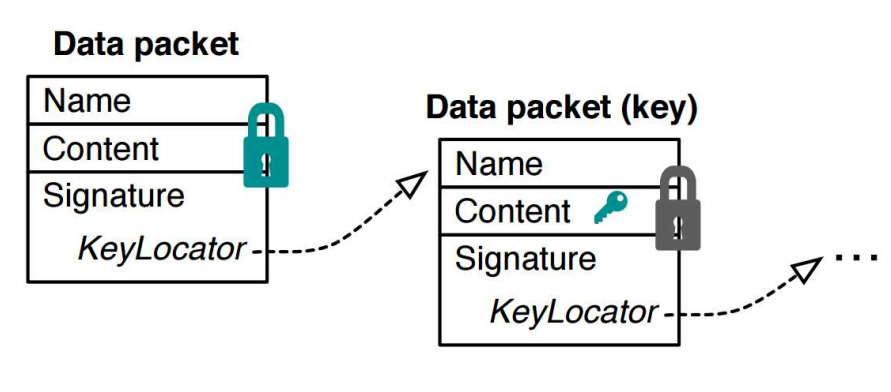 Data packet
Name
Content
Signature
KeyLocator
Data packet (key)
Name
Content
Signature
KeyLocator
...